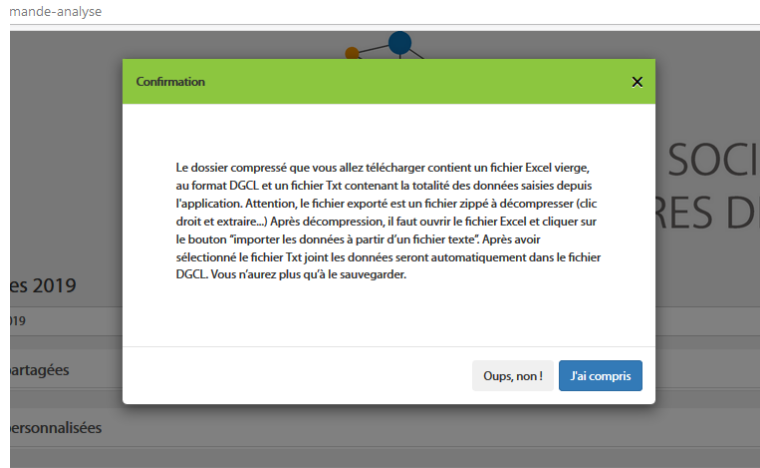 mande-analyse
Confirmation
SOCI
RES D
Le dossier compressé que vous allez télécharger contient un fichier Excel vierge,
au format DGCL et un fichier Txt contenant la totalité des données saisies depuis
l'application. Attention, le fichier exporté est un fichier zippé à décompresser (clic
droit et extraire...) Après décompression, il faut ouvrir le fichier Excel et cliquer sur
le bouton "importer les données à partir d'un fichier texte". Après avoir
sélectionné le fichier Txt joint les données seront automatiquement dans le fichier
DGCL. Vous n'aurez plus qu'à le sauvegarder.
es 2019
019
artagées
Oups, non ! J'ai compris
ersonnalisées